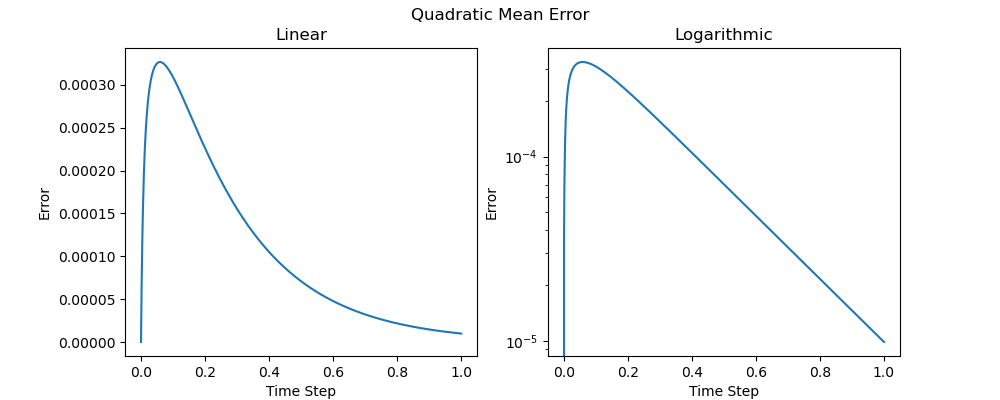 Quadratic Mean Error
Linear
Error
0.00030
0.00025
0.00020
0.00015
0.00010
0.00005
0.00000
0.0 0.2 0.4 0.6 0.8 1.0
Time Step
Logarithmic
Error
10⁻⁴
10⁻⁵
0.0 0.2 0.4 0.6 0.8 1.0
Time Step